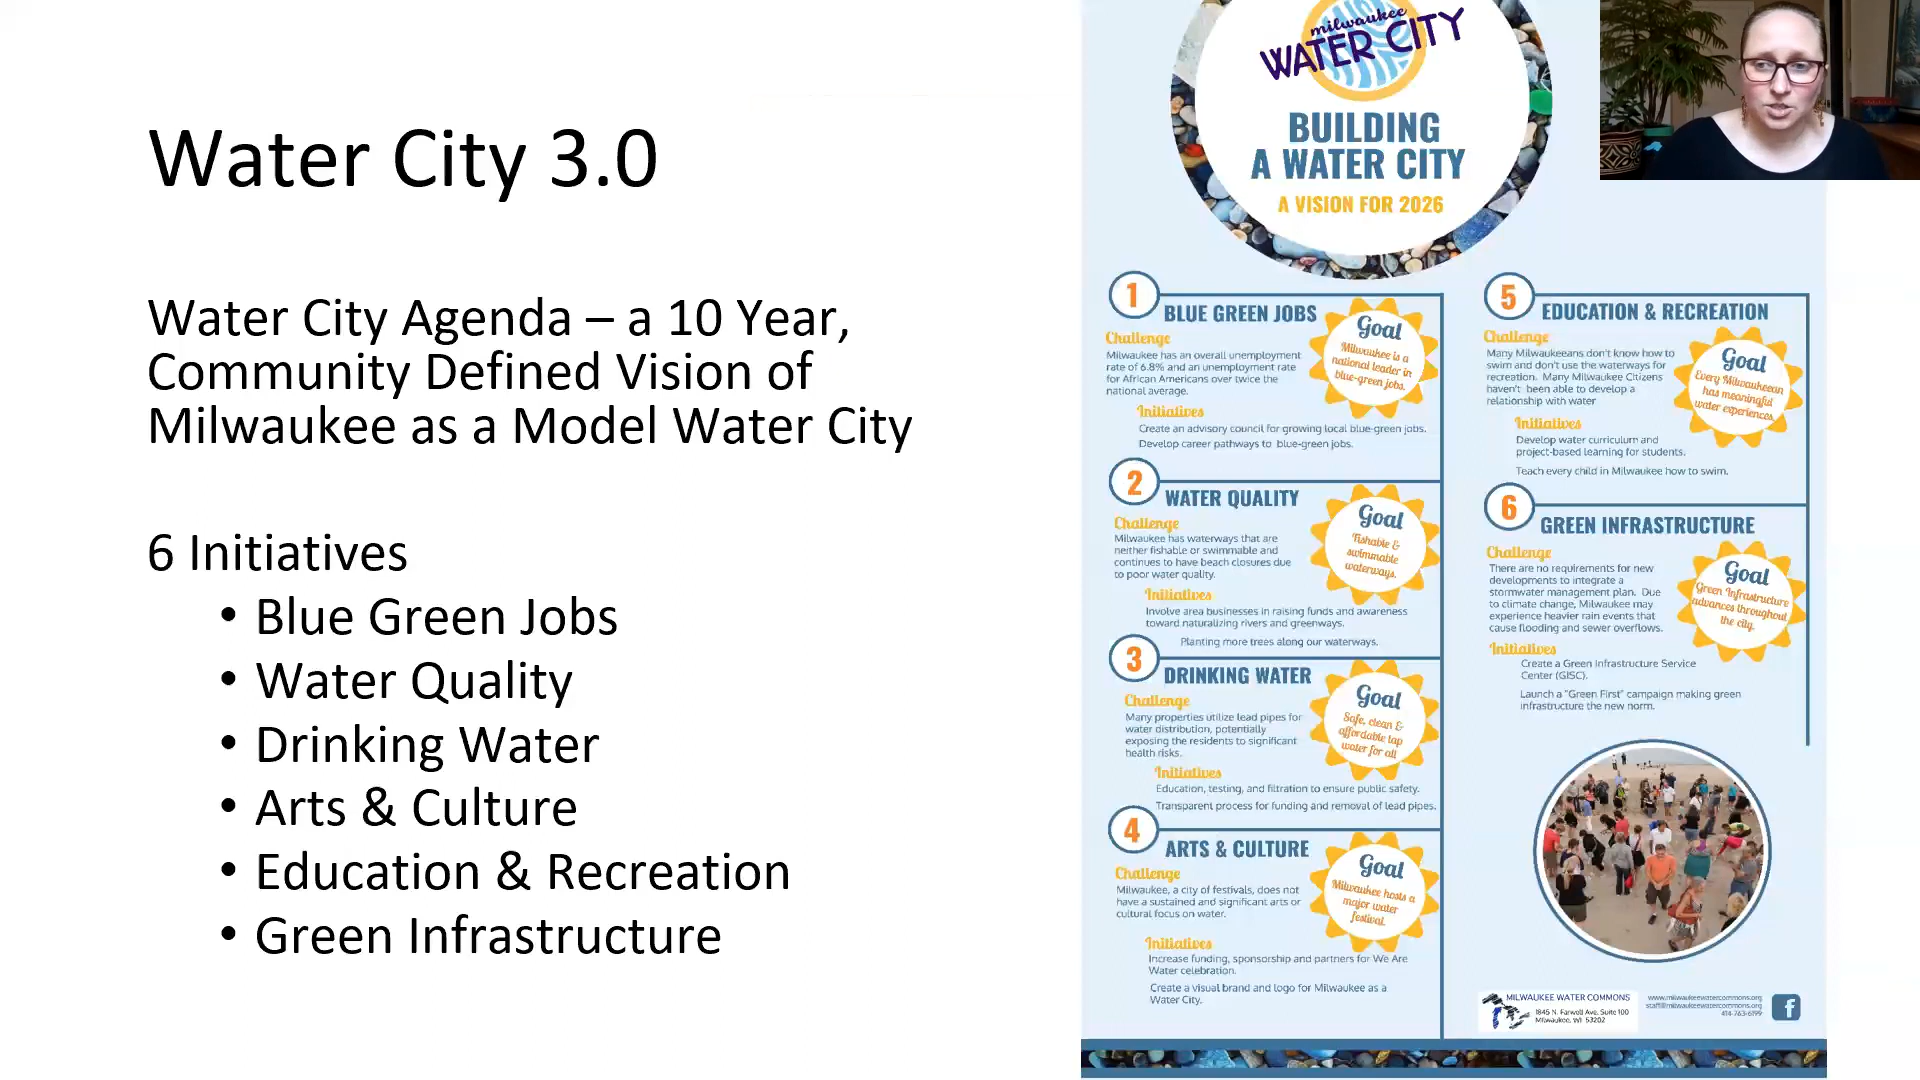 Water City 3.0
Water City Agenda – a 10 Year,
Community Defined Vision of
Milwaukee as a Model Water City
6 Initiatives
• Blue Green Jobs
• Water Quality
• Drinking Water
• Arts & Culture
• Education & Recreation
• Green Infrastructure
milwaukee
WATER CITY
BUILDING
A WATER CITY
A VISION FOR 2026
1
BLUE GREEN JOBS
Challenge
Milwaukee has an overall unemployment
rate of 6.8% and an unemployment rate
for African Americans over twice the
national average.
Goal
Milwaukee is a
national leader in
blue-green jobs.
Initiatives
Create an advisory council for growing local blue-green jobs.
Develop career pathways to blue-green jobs.
2
WATER QUALITY
Challenge
Milwaukee has waterways that are
neither fishable or swimmable and
continues to have beach closures due
to poor water quality.
Goal
Fishable &
swimmable
waterways.
Initiatives
Involve area businesses in raising funds and awareness
toward naturalizing rivers and greenways.
Planting more trees along our waterways.
3
DRINKING WATER
Challenge
Many properties utilize lead pipes for
water distribution, potentially
exposing the residents to significant
health risks.
Goal
Safe, clean &
affordable tap
water for all
Initiatives
Education, testing, and filtration to ensure public safety.
Transparent process for funding and removal of lead pipes.
4
ARTS & CULTURE
Challenge
Milwaukee, a city of festivals, does not
have a sustained and significant arts or
cultural focus on water.
Goal
Milwaukee hosts a
major water
festival.
Initiatives
Increase funding, sponsorship and partners for We Are
Water celebration.
Create a visual brand and logo for Milwaukee as a
Water City.
5
EDUCATION & RECREATION
Challenge
Many Milwaukeeans don't know how to
swim and don't use the waterways for
recreation. Many Milwaukee Citizens
haven't been able to develop a
relationship with water
Goal
Every Milwaukeean
has meaningful
water experiences.
Initiatives
Develop water curriculum and
project-based learning for students.
Teach every child in Milwaukee how to swim.
6
GREEN INFRASTRUCTURE
Challenge
There are no requirements for new
developments to integrate a
stormwater management plan. Due
to climate change, Milwaukee may
experience heavier rain events that
cause flooding and sewer overflows.
Goal
Green Infrastructure
advances throughout
the city.
Initiatives
Create a Green Infrastructure Service
Center (GISC).
Launch a "Green First" campaign making green
infrastructure the new norm.
MILWAUKEE WATER COMMONS
1845 N. Farwell Ave, Suite 100
Milwaukee, WI 53202
www.milwaukeewatercommons.org
staff@milwaukeewatercommons.org
414-763-6199
f